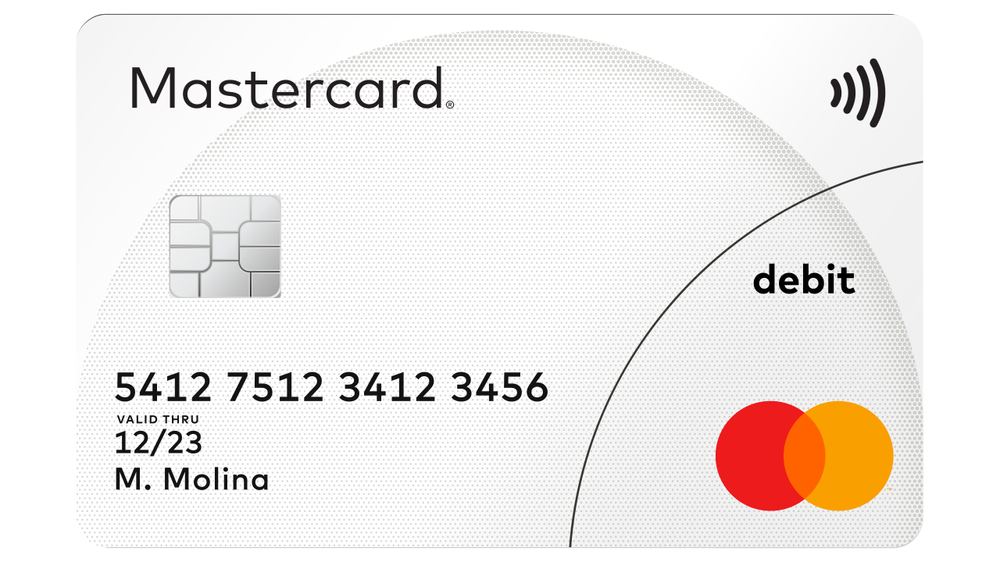 Mastercard®
debit
5412 7512 3412 3456
VALID THRU
12/23
M. Molina